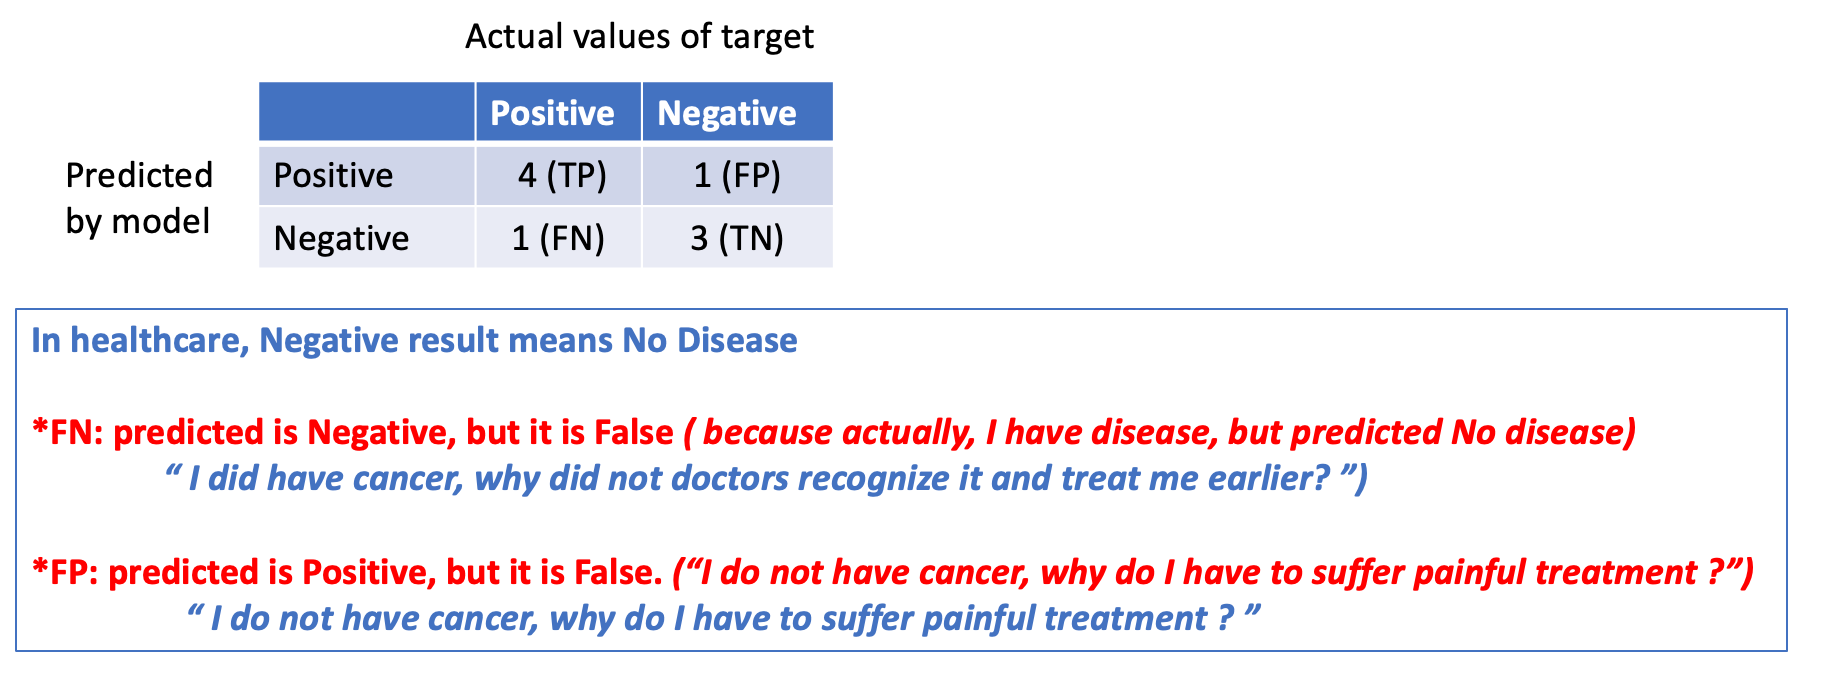 Actual values of target
Positive Negative
Predicted
by model
Positive 4 (TP) 1 (FP)
Negative 1 (FN) 3 (TN)
In healthcare, Negative result means No Disease
*FN: predicted is Negative, but it is False ( because actually, I have disease, but predicted No disease)
“ I did have cancer, why did not doctors recognize it and treat me earlier? ”)
*FP: predicted is Positive, but it is False. (“I do not have cancer, why do I have to suffer painful treatment ?”)
“ I do not have cancer, why do I have to suffer painful treatment ? ”